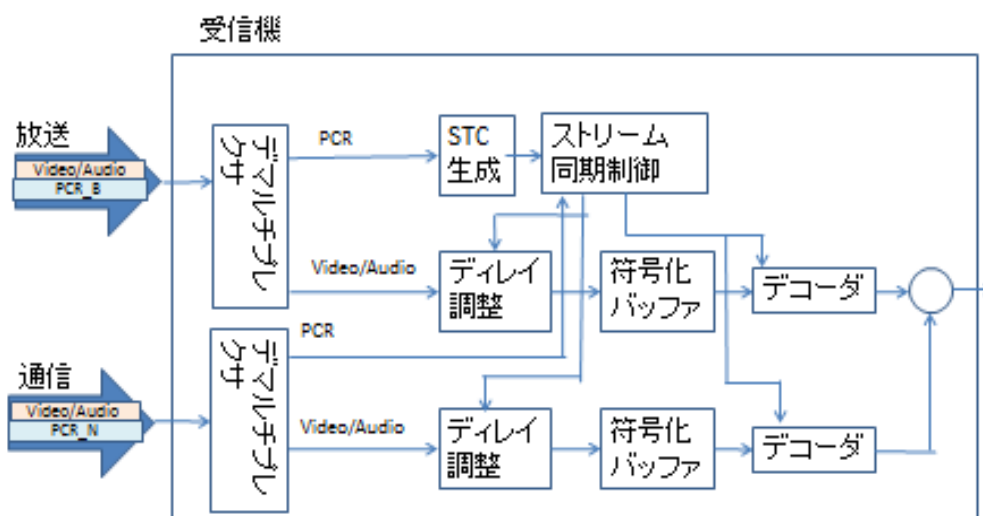 受信機
放送
Video/Audio
PCR_B
デマルチプレ
クサ
PCR
STC
生成
ストリーム
同期制御
Video/Audio
ディレイ
調整
符号化
バッファ
デコーダ
通信
Video/Audio
PCR_N
デマルチプレ
クサ
PCR
Video/Audio
ディレイ
調整
符号化
バッファ
デコーダ